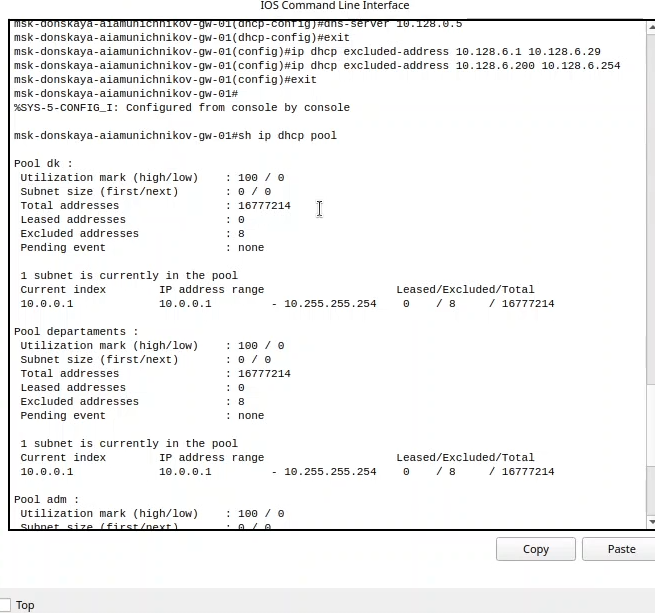 IOS Command Line Interface
msk-donskaya-aiamunichnikov-gw-01(dhcp-config)#dns-server 10.128.0.5
msk-donskaya-aiamunichnikov-gw-01(dhcp-config)#exit
msk-donskaya-aiamunichnikov-gw-01(config)#ip dhcp excluded-address 10.128.6.1 10.128.6.29
msk-donskaya-aiamunichnikov-gw-01(config)#ip dhcp excluded-address 10.128.6.200 10.128.6.254
msk-donskaya-aiamunichnikov-gw-01(config)#exit
msk-donskaya-aiamunichnikov-gw-01#
%SYS-5-CONFIG_I: Configured from console by console
msk-donskaya-aiamunichnikov-gw-01#sh ip dhcp pool
Pool dk :
Utilization mark (high/low) : 100 / 0
Subnet size (first/next) : 0 / 0
Total addresses : 16777214
Leased addresses : 0
Excluded addresses : 8
Pending event : none
1 subnet is currently in the pool
Current index IP address range Leased/Excluded/Total
10.0.0.1 10.0.0.1 - 10.255.255.254 0 / 8 / 16777214
Pool departaments :
Utilization mark (high/low) : 100 / 0
Subnet size (first/next) : 0 / 0
Total addresses : 16777214
Leased addresses : 0
Excluded addresses : 8
Pending event : none
1 subnet is currently in the pool
Current index IP address range Leased/Excluded/Total
10.0.0.1 10.0.0.1 - 10.255.255.254 0 / 8 / 16777214
Pool adm :
Utilization mark (high/low) : 100 / 0
Subnet size (first/next) : 0 / 0
Copy Paste
Top